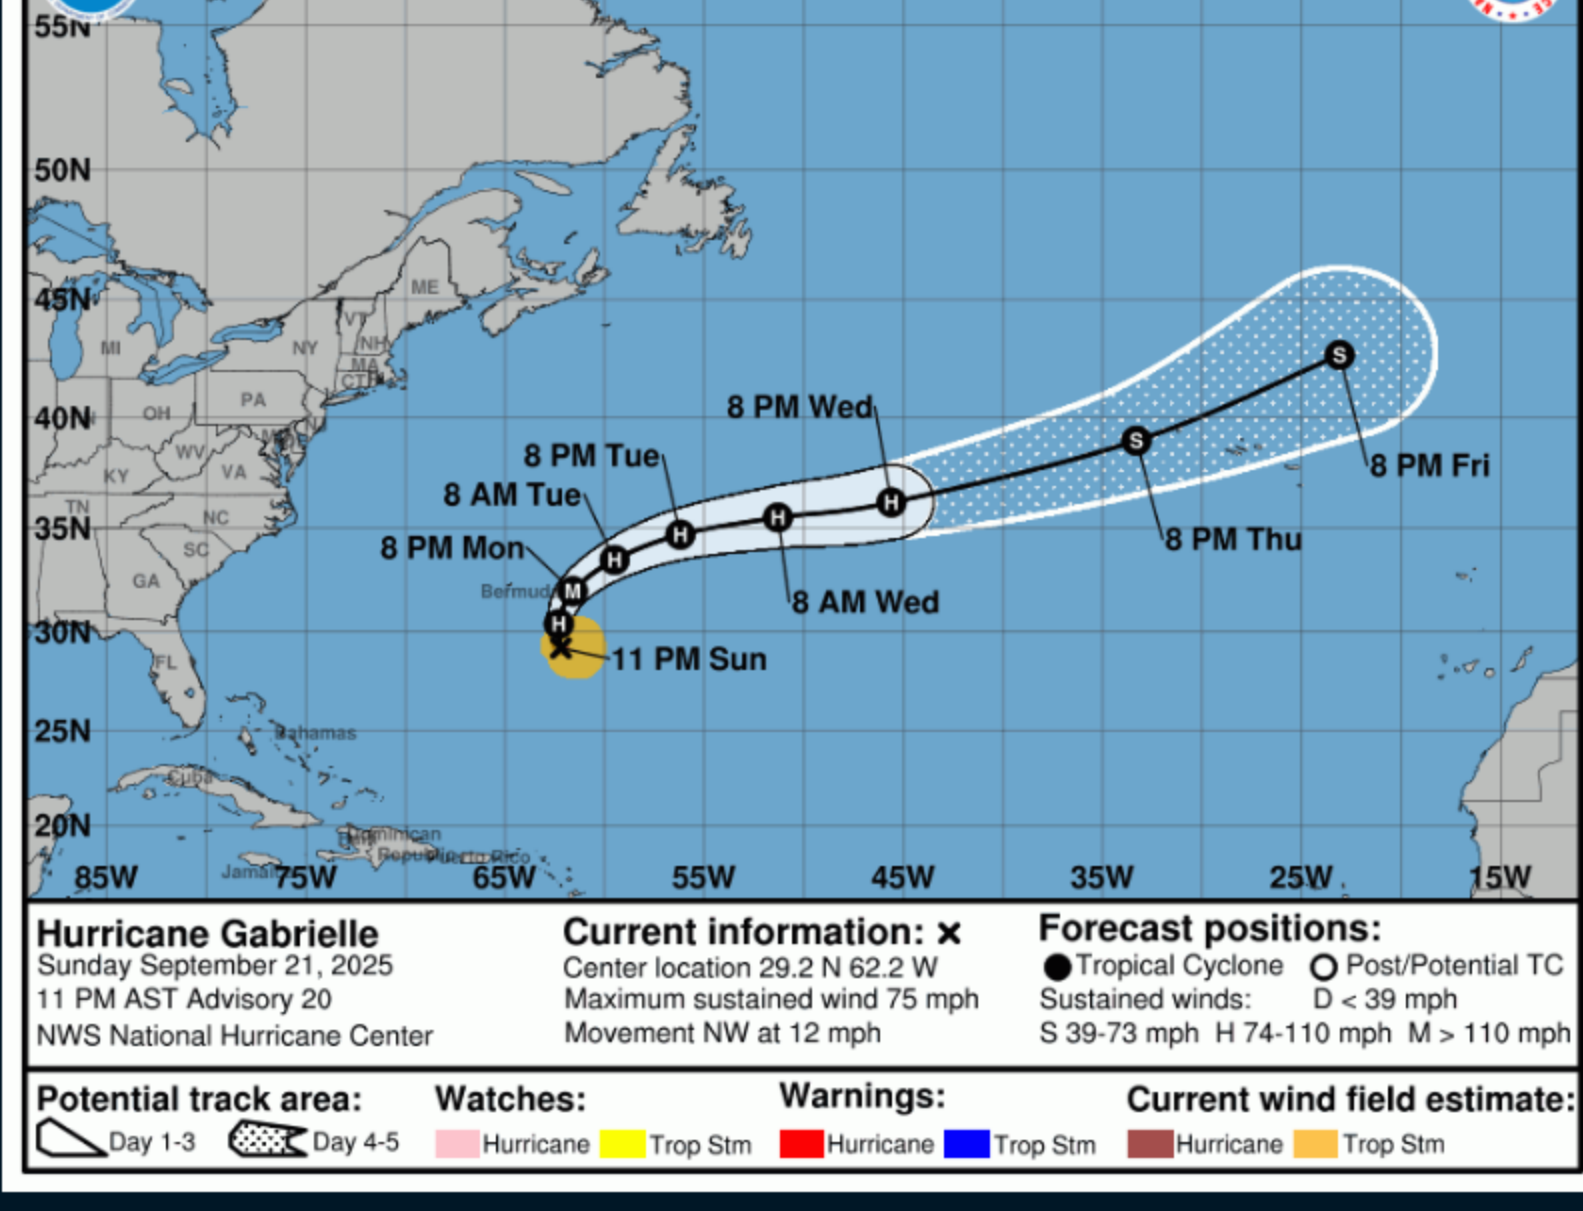 55N
50N
45N
40N
35N
30N
25N
20N
85W 75W 65W 55W 45W 35W 25W 15W
ME
VT
NH
MA
CT
NY
MI
PA
OH
WV
VA
KY
TN
NC
SC
GA
FL
Bermud
Bahamas
Cuba
Dominican
Republic
Puerto Rico
Jamaica
8 PM Wed
8 PM Tue
8 AM Tue
8 PM Mon
8 AM Wed
11 PM Sun
8 PM Thu
8 PM Fri
H
M
H
H
H
H
S
S
Hurricane Gabrielle
Sunday September 21, 2025
11 PM AST Advisory 20
NWS National Hurricane Center
Current information: ×
Center location 29.2 N 62.2 W
Maximum sustained wind 75 mph
Movement NW at 12 mph
Forecast positions:
Tropical Cyclone Post/Potential TC
Sustained winds: D < 39 mph
S 39-73 mph H 74-110 mph M > 110 mph
Potential track area:
Day 1-3 Day 4-5
Watches:
Hurricane Trop Stm
Warnings:
Hurricane Trop Stm
Current wind field estimate:
Hurricane Trop Stm